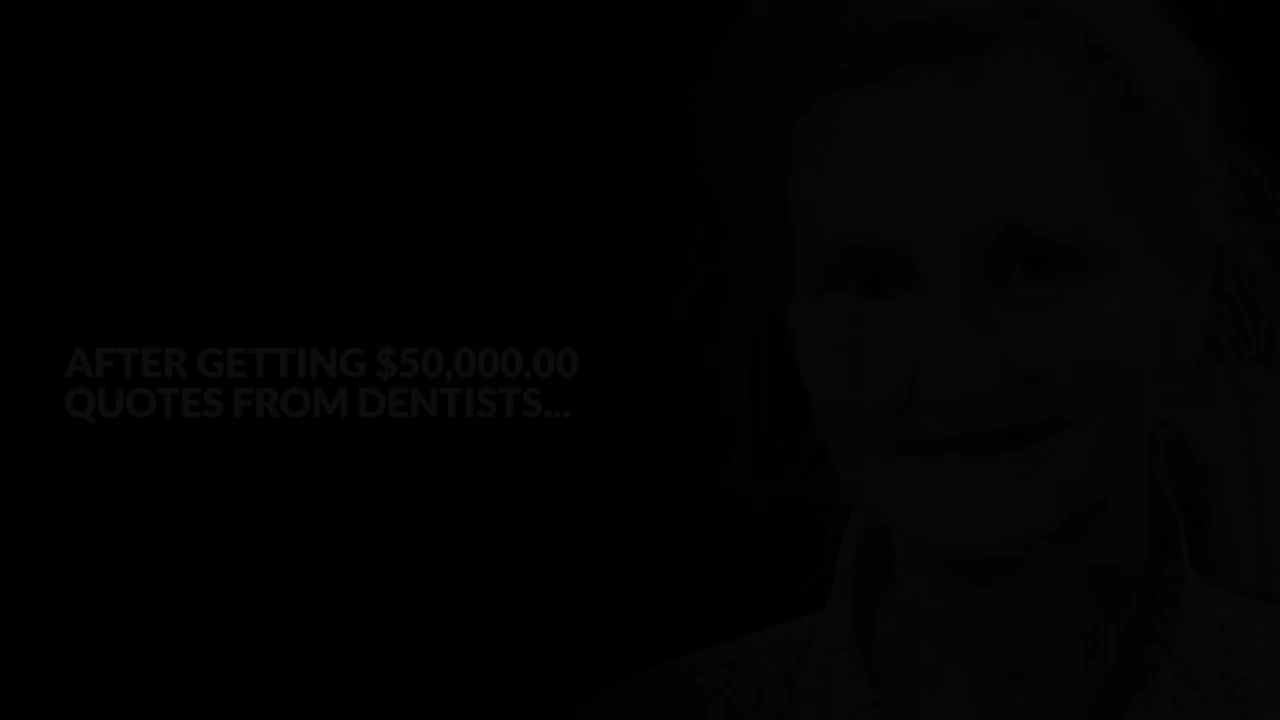 AFTER GETTING $50,000.00
QUOTES FROM DENTISTS...